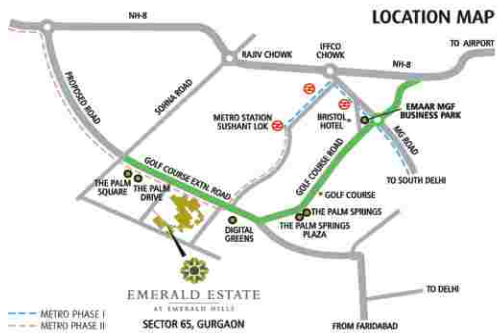 LOCATION MAP
NH-8
TO AIRPORT
RAJIV CHOWK
IFFCO
CHOWK
NH-8
PROPOSED ROAD
SOHNA ROAD
METRO STATION
SUSHANT LOK
BRISTOL
HOTEL
EMAAR MGF
BUSINESS PARK
MG ROAD
TO SOUTH DELHI
GOLF COURSE EXTN. ROAD
GOLF COURSE ROAD
THE PALM
SQUARE
THE PALM
DRIVE
GOLF COURSE
THE PALM SPRINGS
THE PALM SPRINGS
PLAZA
DIGITAL
GREENS
EMERALD ESTATE
AT EMERALD HILLS
SECTOR 65, GURGAON
TO DELHI
FROM FARIDABAD
METRO PHASE I
METRO PHASE II